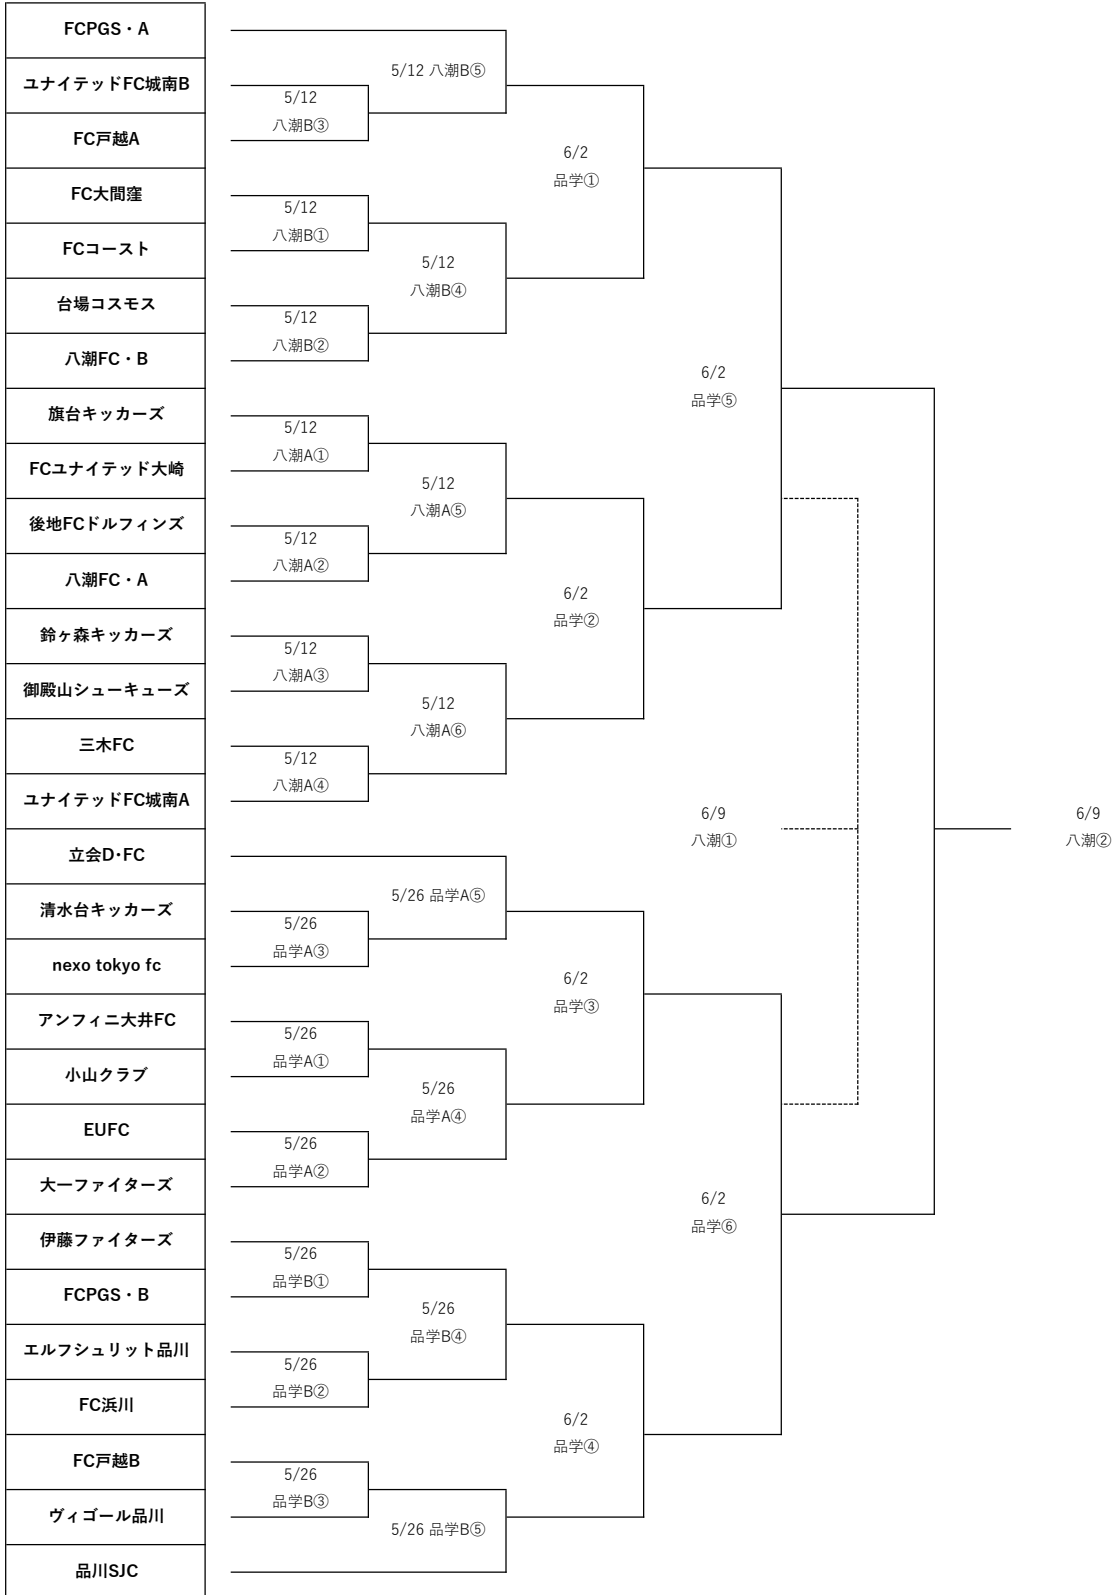 FCPGS・A
5/12 八潮B⑤
ユナイテッドFC城南B
5/12
八潮B③
FC戸越A
6/2
品学①
FC大間窪
5/12
八潮B①
FCコースト
5/12
八潮B④
台場コスモス
5/12
八潮B②
八潮FC・B
6/2
品学⑤
旗台キッカーズ
5/12
八潮A①
FCユナイテッド大崎
5/12
八潮A⑤
後地FCドルフィンズ
5/12
八潮A②
八潮FC・A
6/2
品学②
鈴ヶ森キッカーズ
5/12
八潮A③
御殿山シューキューズ
5/12
八潮A⑥
三木FC
5/12
八潮A④
ユナイテッドFC城南A
6/9
八潮①
6/9
八潮②
立会D・FC
5/26 品学A⑤
清水台キッカーズ
5/26
品学A③
nexo tokyo fc
6/2
品学③
アンフィニ大井FC
5/26
品学A①
小山クラブ
5/26
品学A④
EUFC
5/26
品学A②
大一ファイターズ
6/2
品学⑥
伊藤ファイターズ
5/26
品学B①
FCPGS・B
5/26
品学B④
エルフシュリット品川
5/26
品学B②
FC浜川
6/2
品学④
FC戸越B
5/26
品学B③
ヴィゴール品川
5/26 品学B⑤
品川SJC